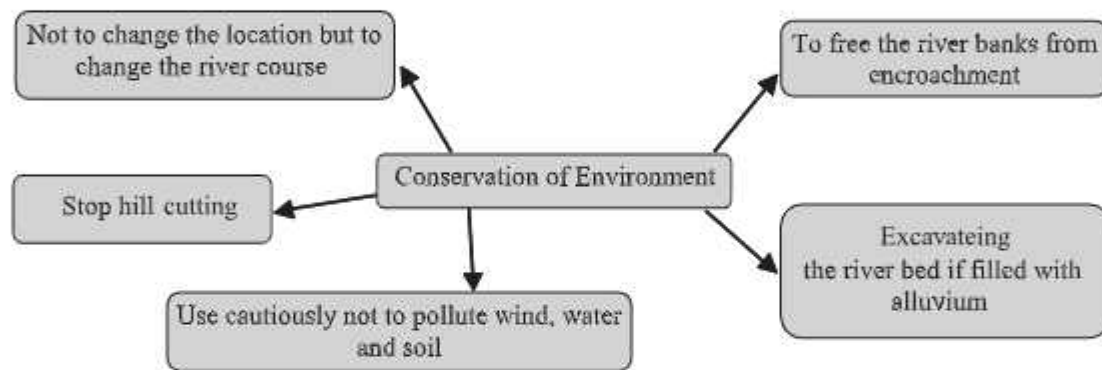 Not to change the location but to
change the river course
To free the river banks from
encroachment
Conservation of Environment
Stop hill cutting
Excavateing
the river bed if filled with
alluvium
Use cautiously not to pollute wind, water
and soil